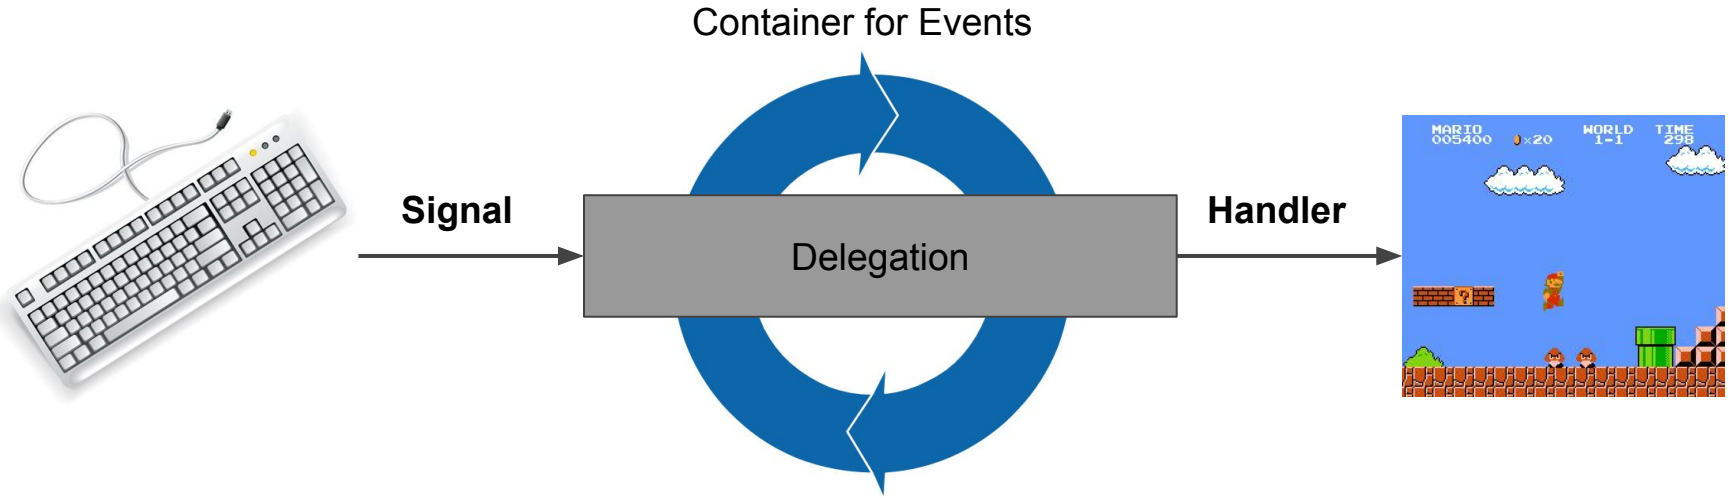 Container for Events
Signal
Delegation
Handler
MARIO WORLD TIME
005400 ×20 1-1 298
?